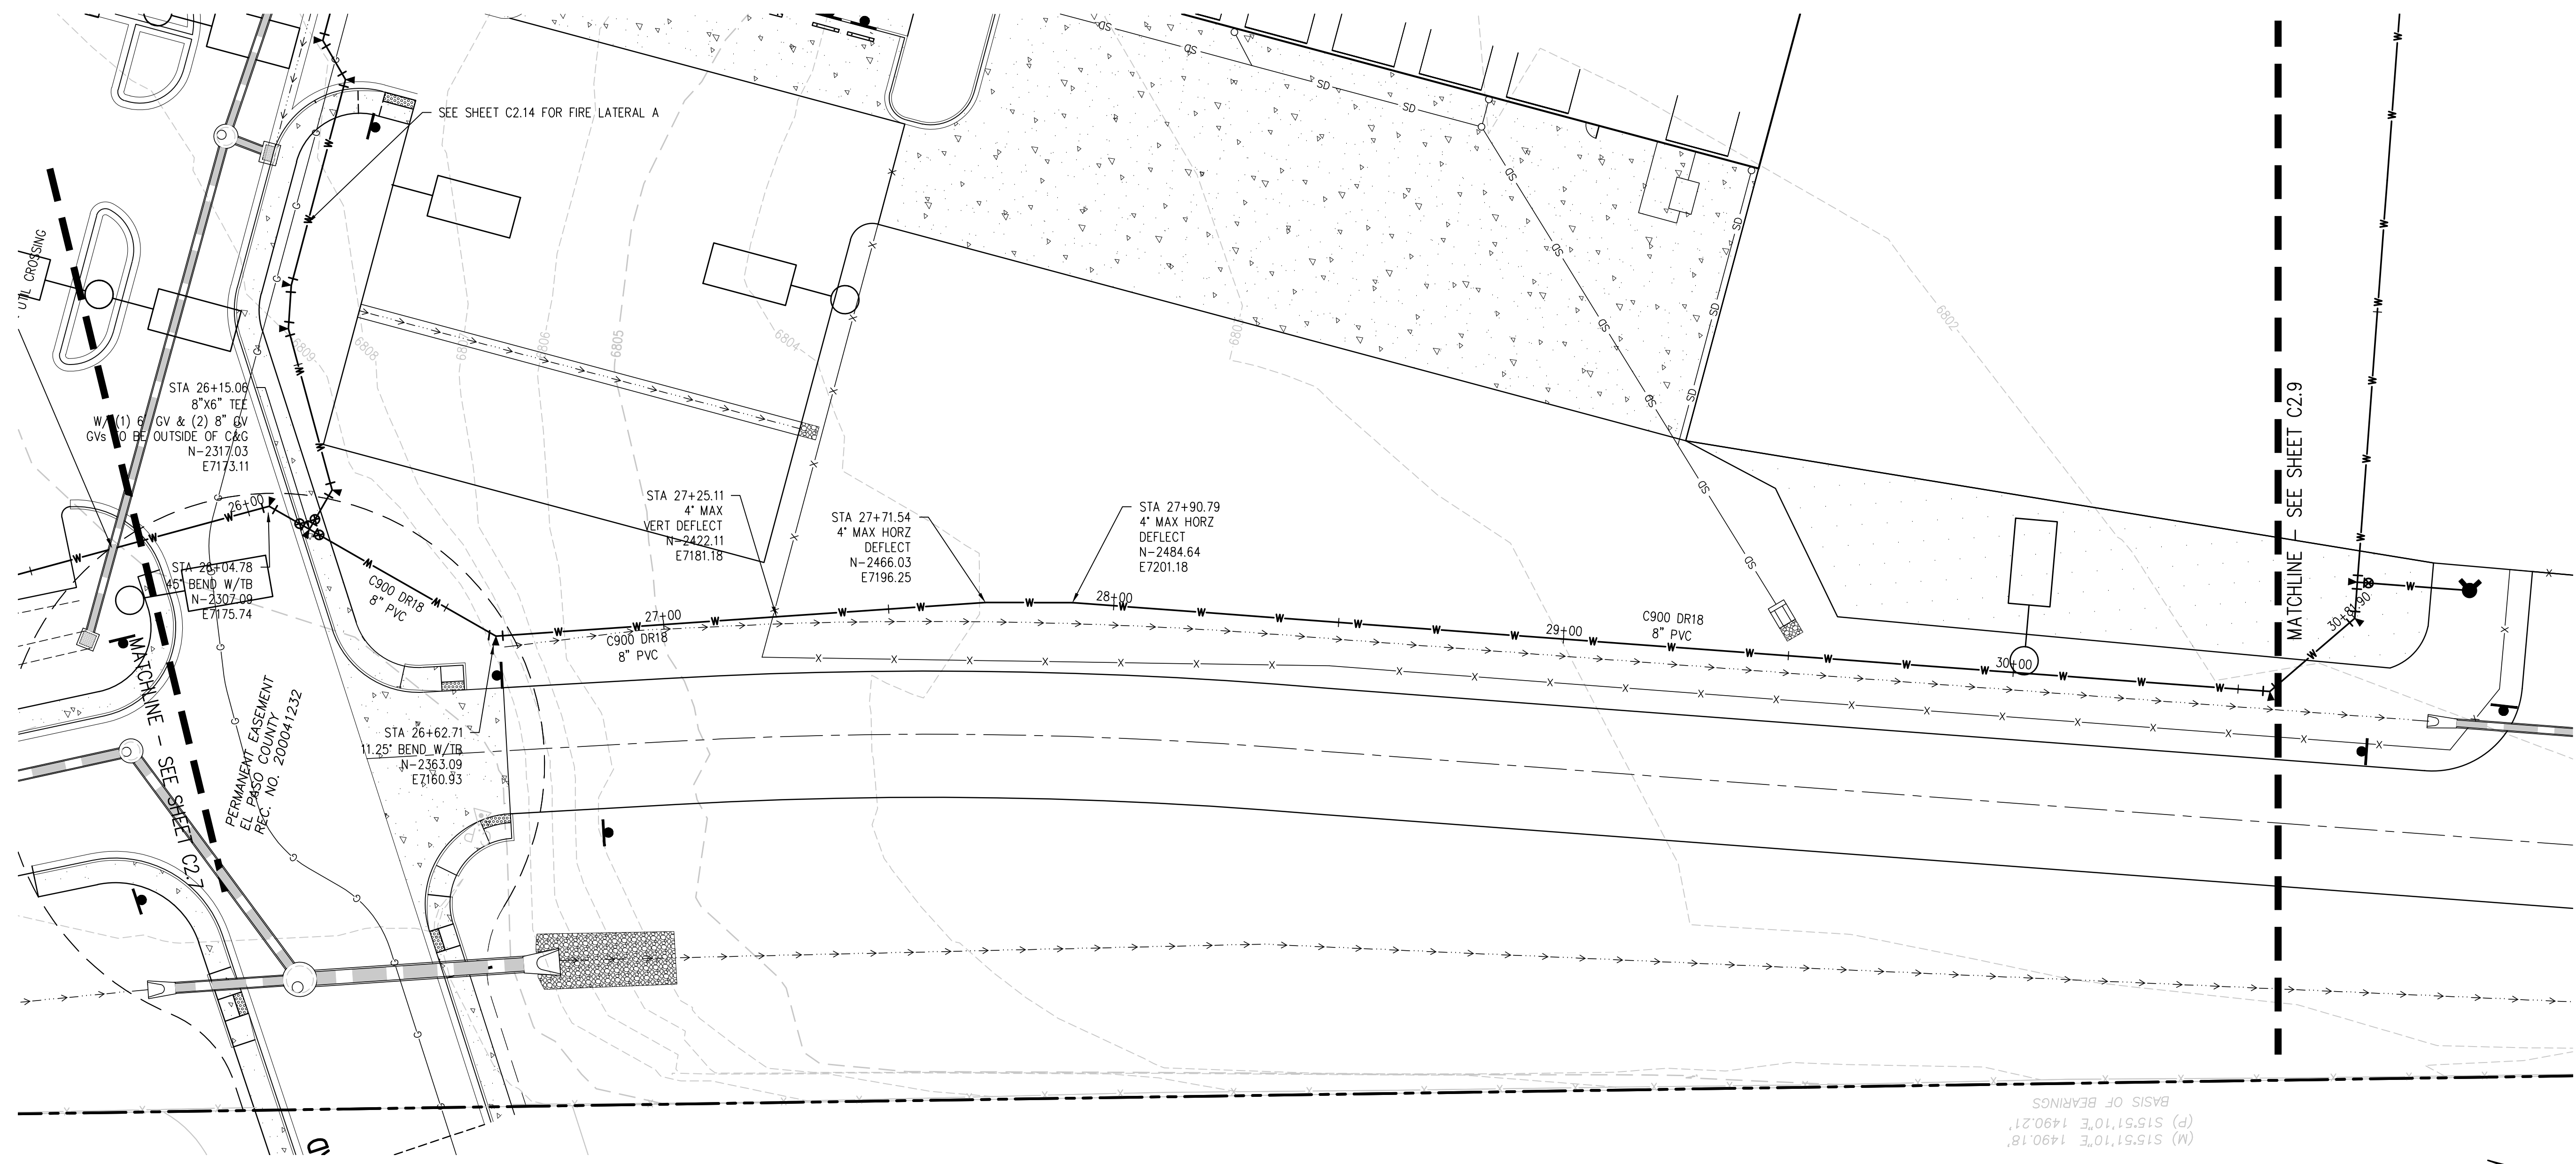 SEE SHEET C2.14 FOR FIRE LATERAL A
UTIL CROSSING
STA 26+15.06
8"X6" TEE
W/ (1) 6" GV & (2) 8" GV
GVs TO BE OUTSIDE OF C&G
N-2317.03
E7173.11
26+00
STA 26+04.78
45° BEND W/TB
N-2307.09
E7175.74
C900 DR18
8" PVC
STA 26+62.71
11.25° BEND W/TB
N-2363.09
E7160.93
27+00
C900 DR18
8" PVC
STA 27+25.11
4° MAX
VERT DEFLECT
N-2422.11
E7181.18
STA 27+71.54
4° MAX HORZ
DEFLECT
N-2466.03
E7196.25
STA 27+90.79
4° MAX HORZ
DEFLECT
N-2484.64
E7201.18
28+00
29+00
C900 DR18
8" PVC
30+00
30+81.90
MATCHLINE - SEE SHEET C2.9
MATCHLINE - SEE SHEET C2.7
PERMANENT EASEMENT
EL PASO COUNTY
REC. NO. 200041232
6809
6808
6806
6805
6804
6802
BASIS OF BEARINGS
(P) S15°51'10"E 1490.21'
(M) S15°51'10"E 1490.18'